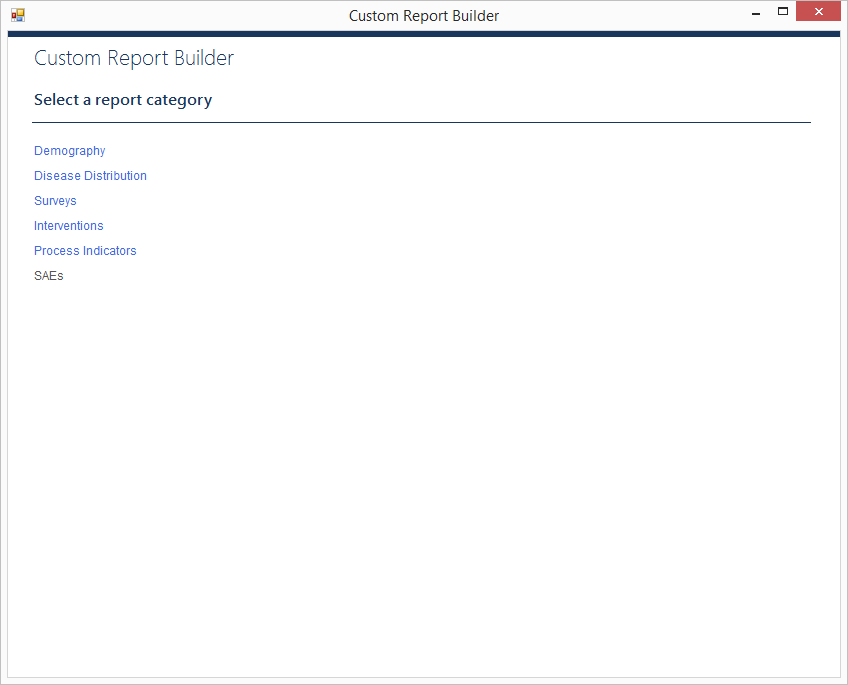 Custom Report Builder
Custom Report Builder
Select a report category
Demography
Disease Distribution
Surveys
Interventions
Process Indicators
SAEs